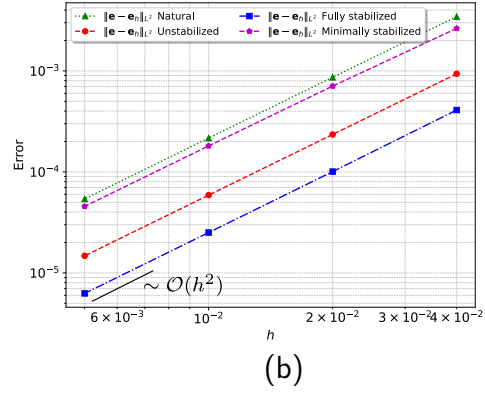 ‖e − e_h‖_{L²} Natural
‖e − e_h‖_{L²} Fully stabilized
‖e − e_h‖_{L²} Unstabilized
‖e − e_h‖_{L²} Minimally stabilized
10⁻³
10⁻⁴
10⁻⁵
Error
∼ 𝒪(h²)
6 × 10⁻³
10⁻²
2 × 10⁻²
3 × 10⁻²
4 × 10⁻²
h
(b)